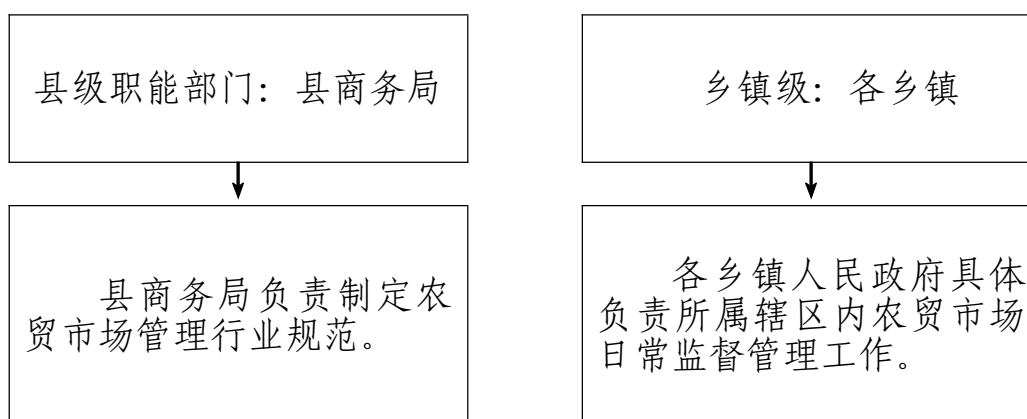 县级职能部门：县商务局
乡镇级：各乡镇
县商务局负责制定农
贸市场管理行业规范。
各乡镇人民政府具体
负责所属辖区内农贸市场
日常监督管理工作。